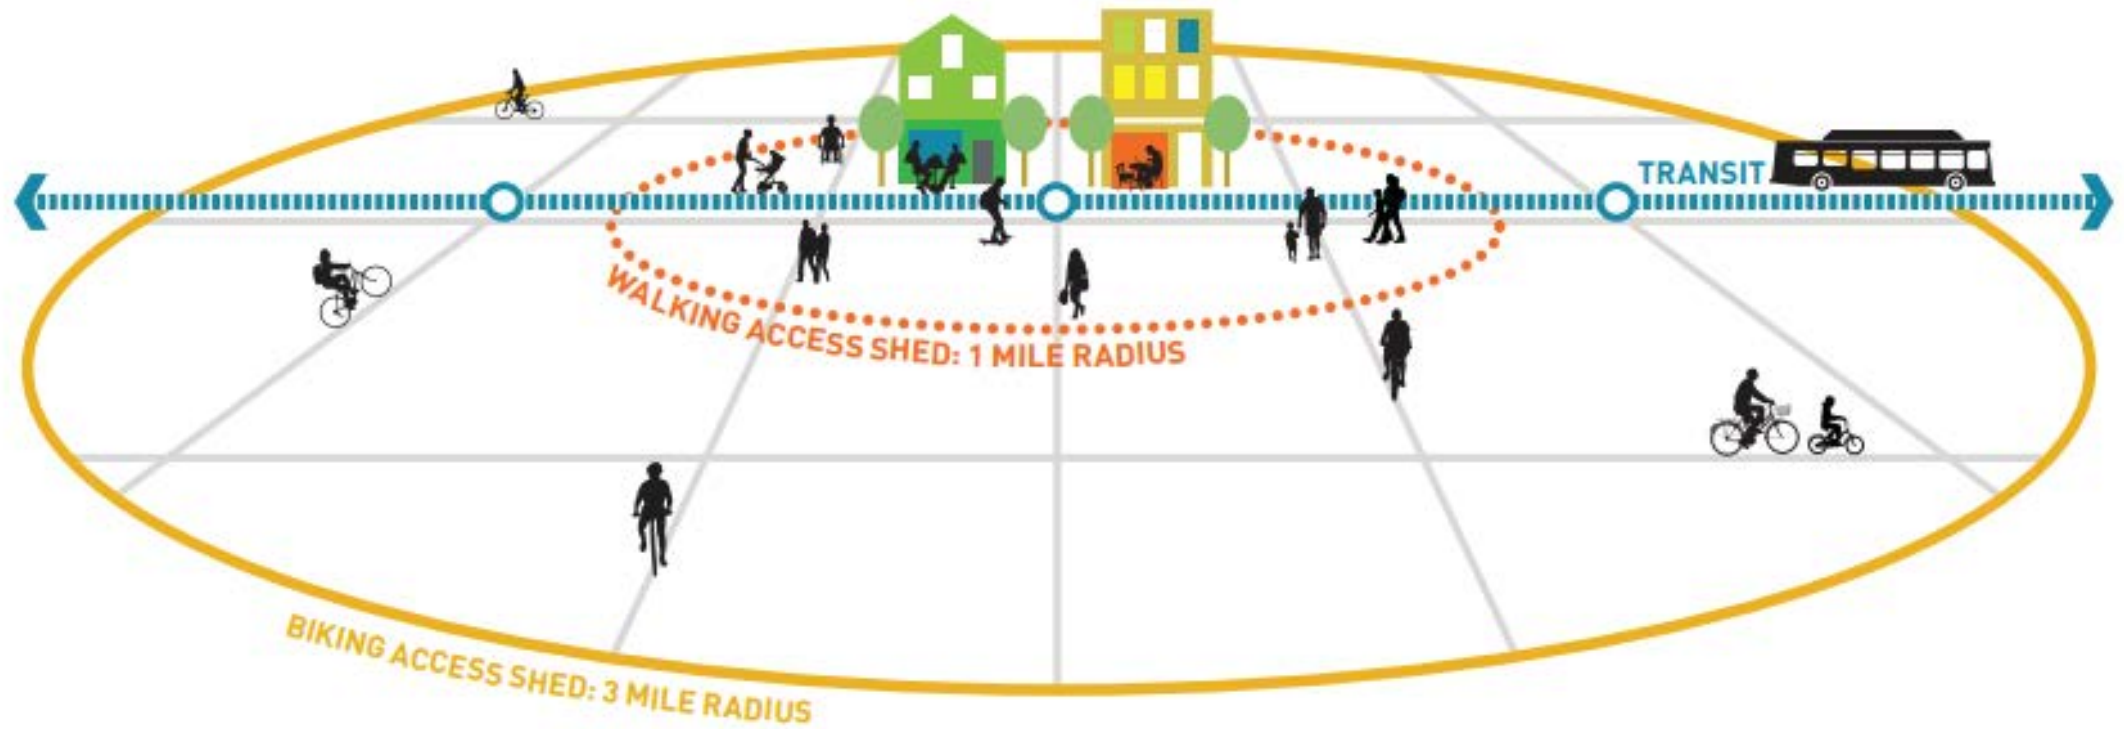 TRANSIT
WALKING ACCESS SHED: 1 MILE RADIUS
BIKING ACCESS SHED: 3 MILE RADIUS